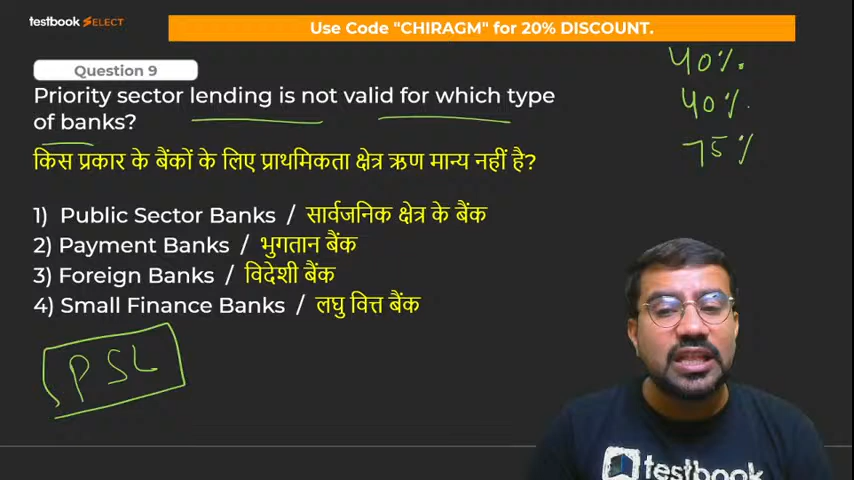 testbook SELECT
Use Code "CHIRAGM" for 20% DISCOUNT.
Question 9
40%.
Priority sector lending is not valid for which type
of banks?
40%.
75%
किस प्रकार के बैंकों के लिए प्राथमिकता क्षेत्र ऋण मान्य नहीं है?
1) Public Sector Banks / सार्वजनिक क्षेत्र के बैंक
2) Payment Banks / भुगतान बैंक
3) Foreign Banks / विदेशी बैंक
4) Small Finance Banks / लघु वित्त बैंक
PSL
testbook